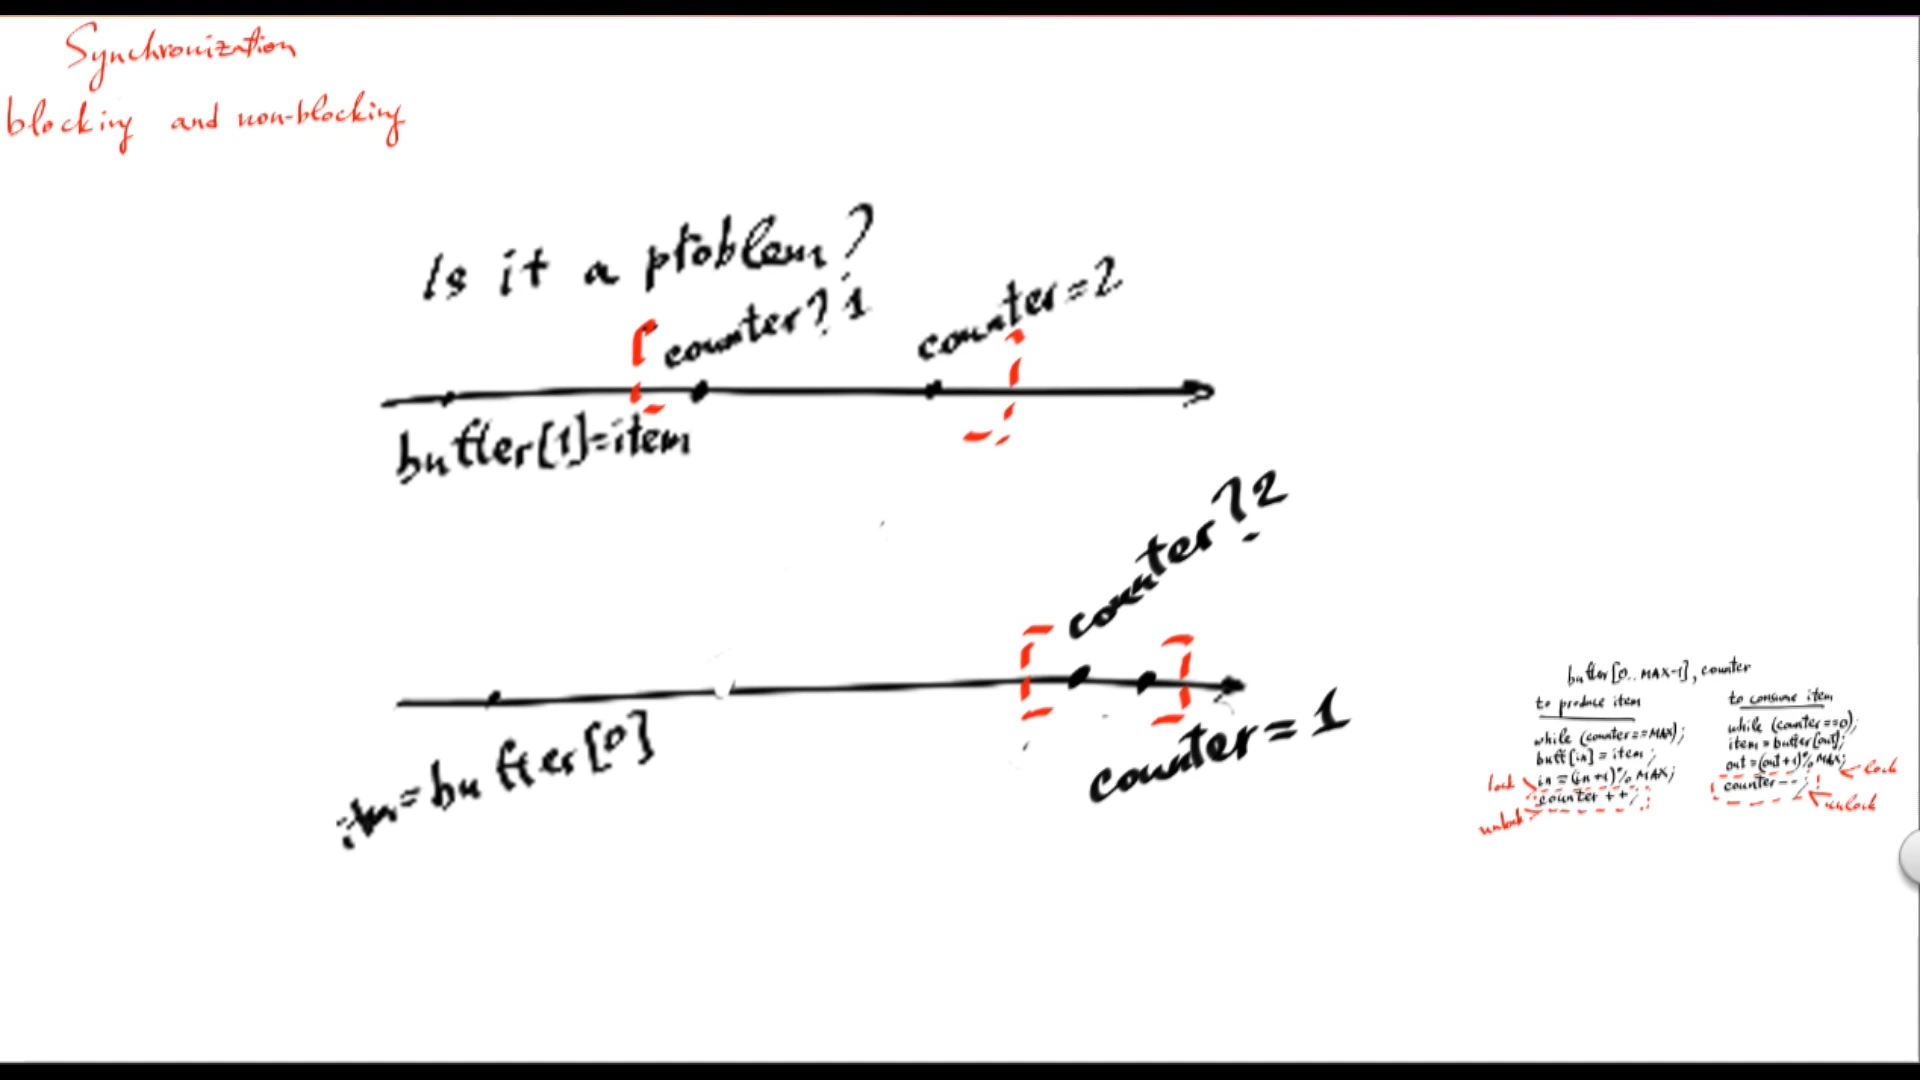 Synchronization
blocking and non-blocking
Is it a problem?
counter? 1
counter=2
buffer[1]=item
counter?2
item=buffer[0]
counter=1
buffer[0..MAX-1], counter
to produce item
while (counter==MAX);
buff[in]=item;
in=(in+1)%MAX;
counter++;
lock
unlock
to consume item
while (counter==0);
item=buffer[out];
out=(out+1)%MAX;
counter--;
lock
unlock